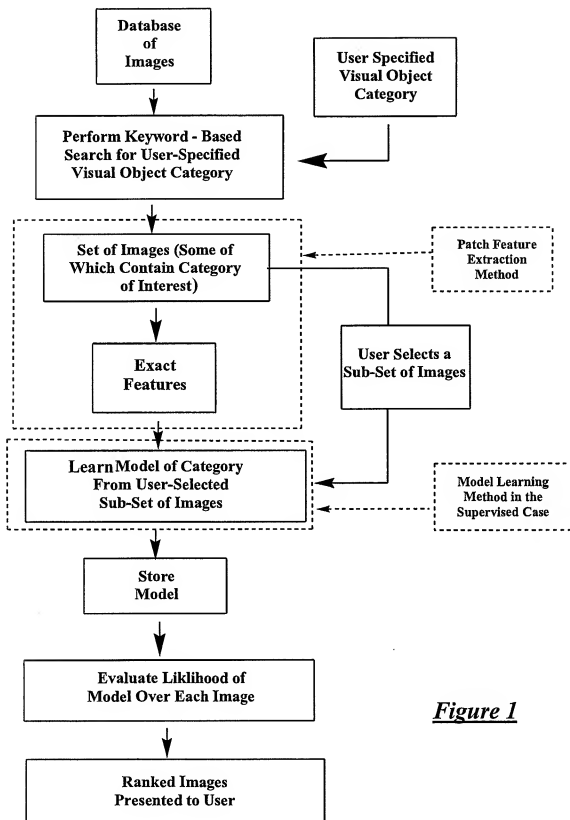 Database
of
Images
User Specified
Visual Object
Category
Perform Keyword - Based
Search for User-Specified
Visual Object Category
Set of Images (Some of
Which Contain Category
of Interest)
Patch Feature
Extraction
Method
Exact
Features
User Selects a
Sub-Set of Images
Learn Model of Category
From User-Selected
Sub-Set of Images
Model Learning
Method in the
Supervised Case
Store
Model
Evaluate Liklihood of
Model Over Each Image
Figure 1
Ranked Images
Presented to User